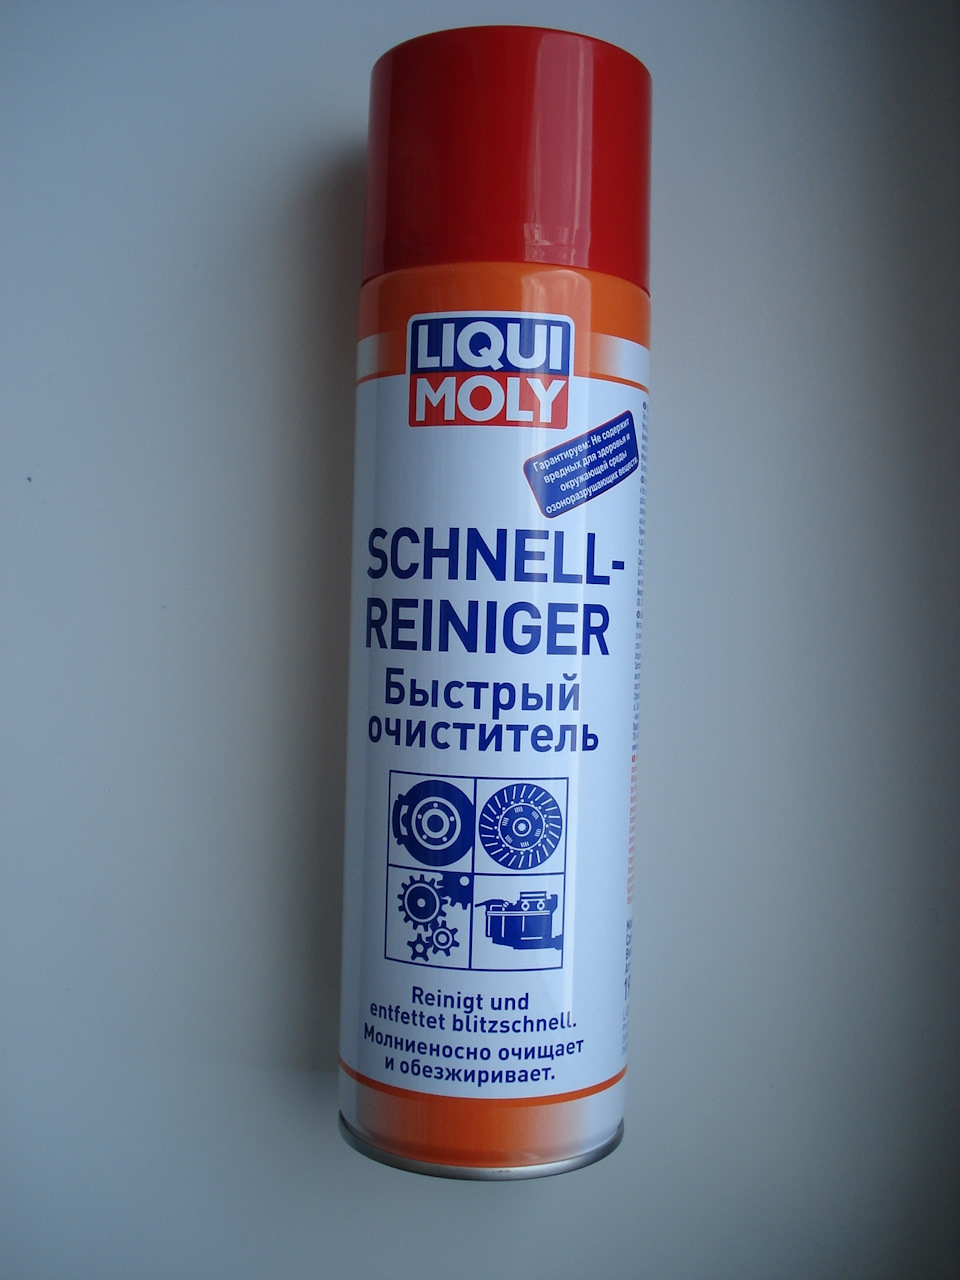 LIQUI
MOLY
Гарантируем: Не содержит
вредных для здоровья и
окружающей среды
озоноразрушающих веществ.
SCHNELL-
REINIGER
Быстрый
очиститель
Reinigt und
entfettet blitzschnell.
Молниеносно очищает
и обезжиривает.